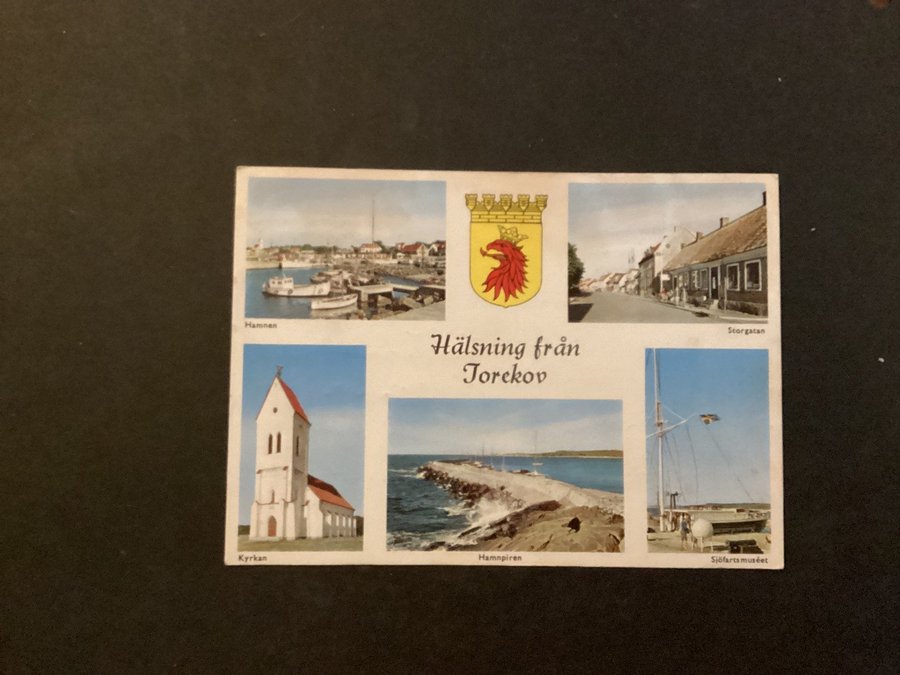 Hamnen
Storgatan
Hälsning från
Torekov
Kyrkan
Hamnpiren
Sjöfartsmuséet